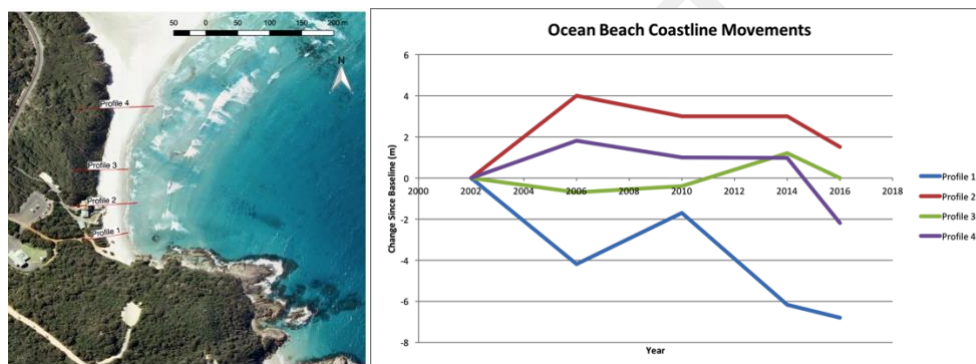 50 0 50 100 150 200 m
N
Profile 4
Profile 3
Profile 2
Profile 1
Ocean Beach Coastline Movements
Change Since Baseline (m)
6
4
2
0
-2
-4
-6
-8
2000 2002 2004 2006 2008 2010 2012 2014 2016 2018
Year
Profile 1
Profile 2
Profile 3
Profile 4